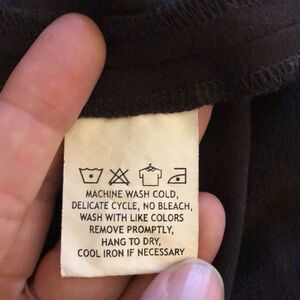 MACHINE WASH COLD,
DELICATE CYCLE, NO BLEACH,
WASH WITH LIKE COLORS
REMOVE PROMPTLY,
HANG TO DRY,
COOL IRON IF NECESSARY